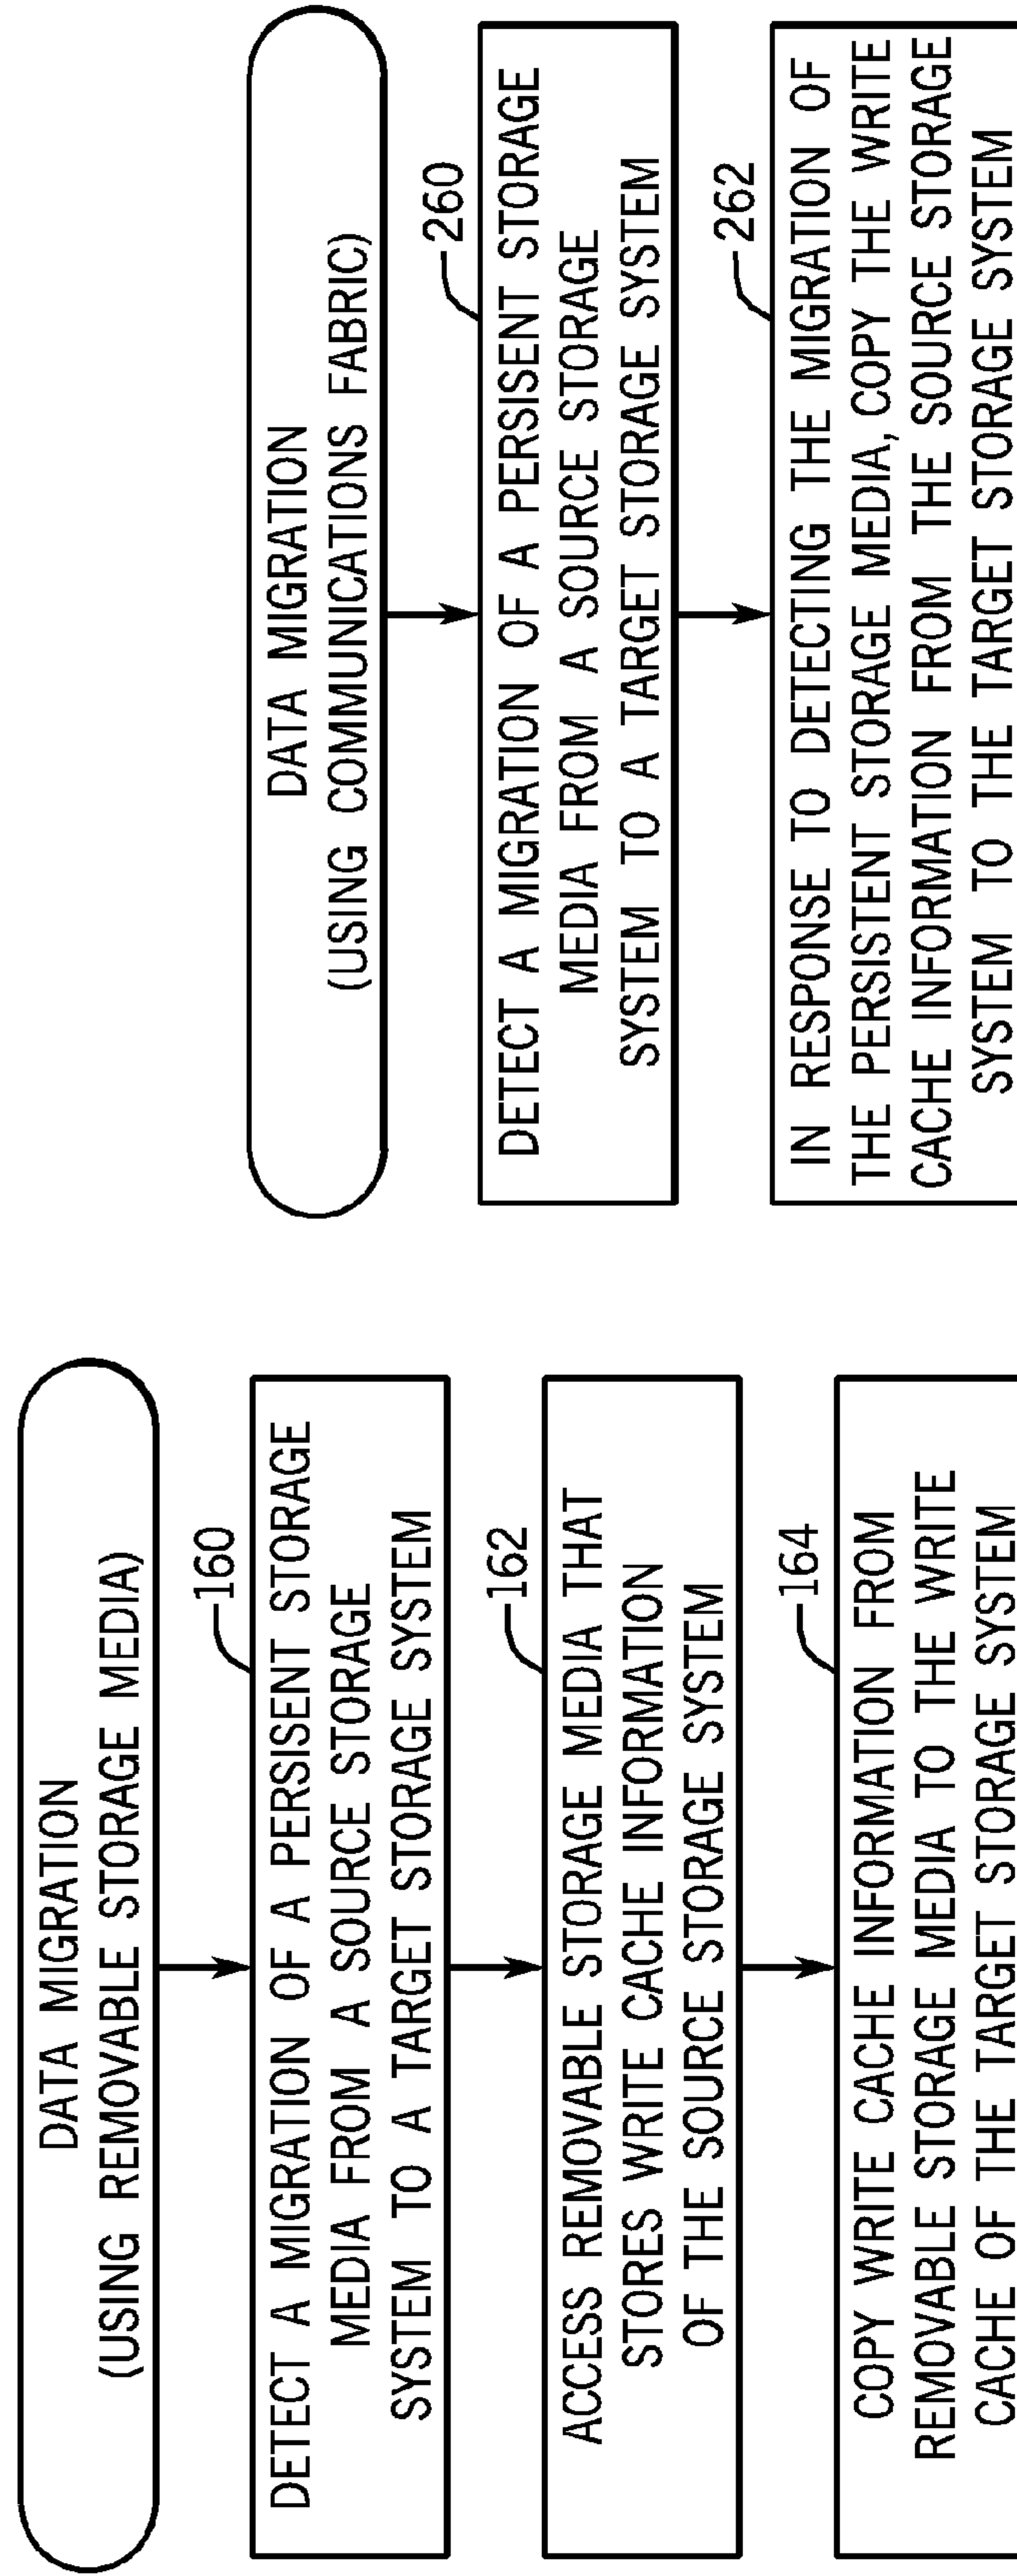 DATA MIGRATION
(USING REMOVABLE STORAGE MEDIA)
160
DETECT A MIGRATION OF A PERSISENT STORAGE
MEDIA FROM A SOURCE STORAGE
SYSTEM TO A TARGET STORAGE SYSTEM
162
ACCESS REMOVABLE STORAGE MEDIA THAT
STORES WRITE CACHE INFORMATION
OF THE SOURCE STORAGE SYSTEM
164
COPY WRITE CACHE INFORMATION FROM
REMOVABLE STORAGE MEDIA TO THE WRITE
CACHE OF THE TARGET STORAGE SYSTEM
DATA MIGRATION
(USING COMMUNICATIONS FABRIC)
260
DETECT A MIGRATION OF A PERSISENT STORAGE
MEDIA FROM A SOURCE STORAGE
SYSTEM TO A TARGET STORAGE SYSTEM
262
IN RESPONSE TO DETECTING THE MIGRATION OF
THE PERSISTENT STORAGE MEDIA, COPY THE WRITE
CACHE INFORMATION FROM THE SOURCE STORAGE
SYSTEM TO THE TARGET STORAGE SYSTEM